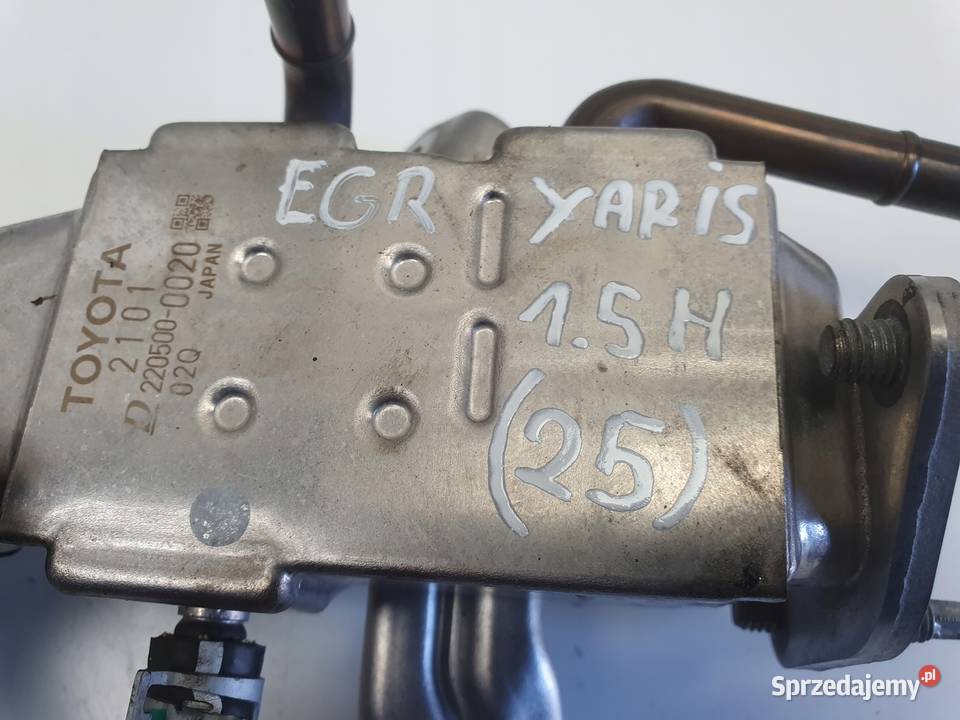 EGR YARiS
1.5H
(25)
TOYOTA
2101
D 220500-0020
02Q JAPAN
Sprzedajemy.pl